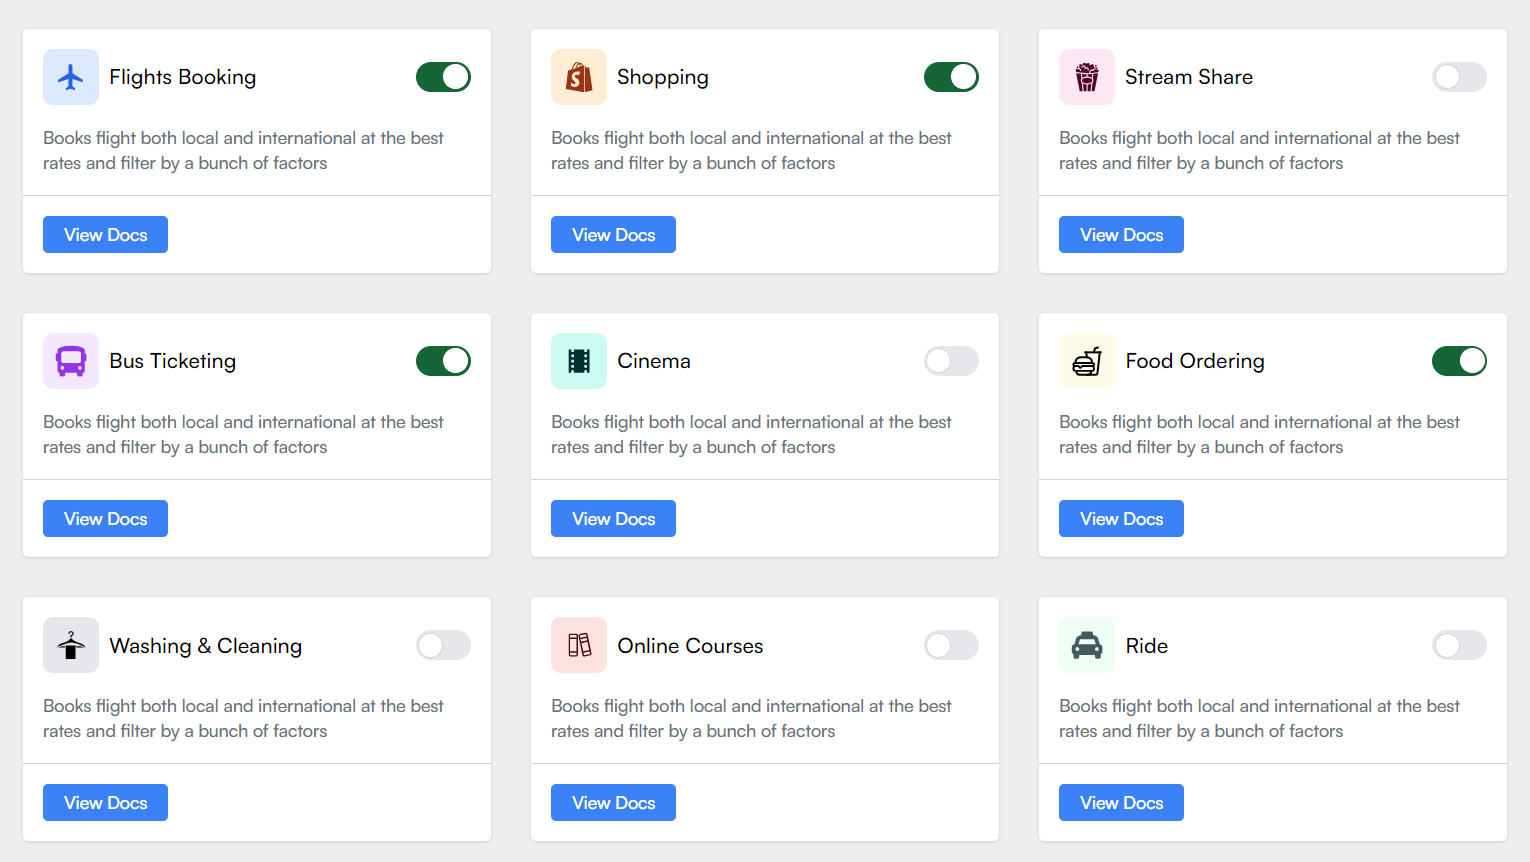 Flights Booking
Books flight both local and international at the best
rates and filter by a bunch of factors
View Docs
Shopping
Books flight both local and international at the best
rates and filter by a bunch of factors
View Docs
Stream Share
Books flight both local and international at the best
rates and filter by a bunch of factors
View Docs
Bus Ticketing
Books flight both local and international at the best
rates and filter by a bunch of factors
View Docs
Cinema
Books flight both local and international at the best
rates and filter by a bunch of factors
View Docs
Food Ordering
Books flight both local and international at the best
rates and filter by a bunch of factors
View Docs
Washing & Cleaning
Books flight both local and international at the best
rates and filter by a bunch of factors
View Docs
Online Courses
Books flight both local and international at the best
rates and filter by a bunch of factors
View Docs
Ride
Books flight both local and international at the best
rates and filter by a bunch of factors
View Docs